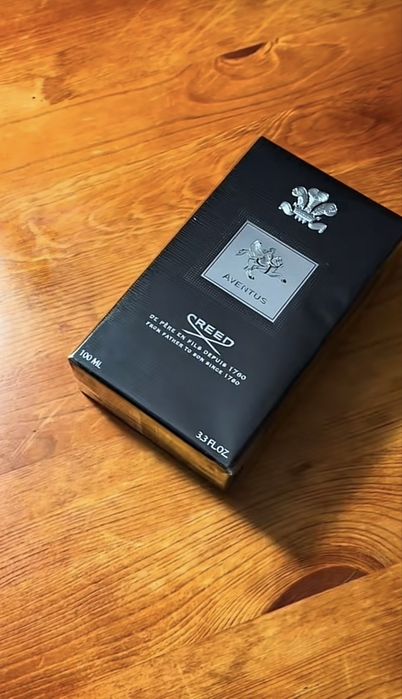 AVENTUS
CREED
DE PÈRE EN FILS DEPUIS 1760
FROM FATHER TO SON SINCE 1760
100 ML
3.3 FL.OZ.